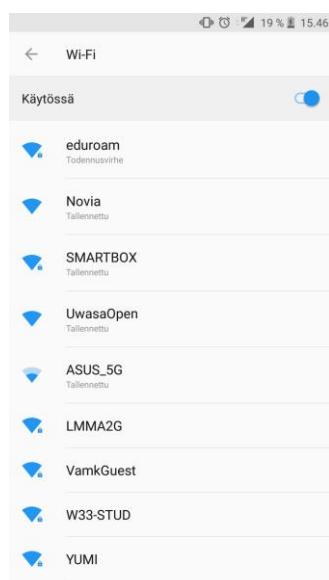 19 % 15.46
Wi-Fi
Käytössä
eduroam
Todennusvirhe
Novia
Tallennettu
SMARTBOX
Tallennettu
UwasaOpen
Tallennettu
ASUS_5G
Tallennettu
LMMA2G
VamkGuest
W33-STUD
YUMI